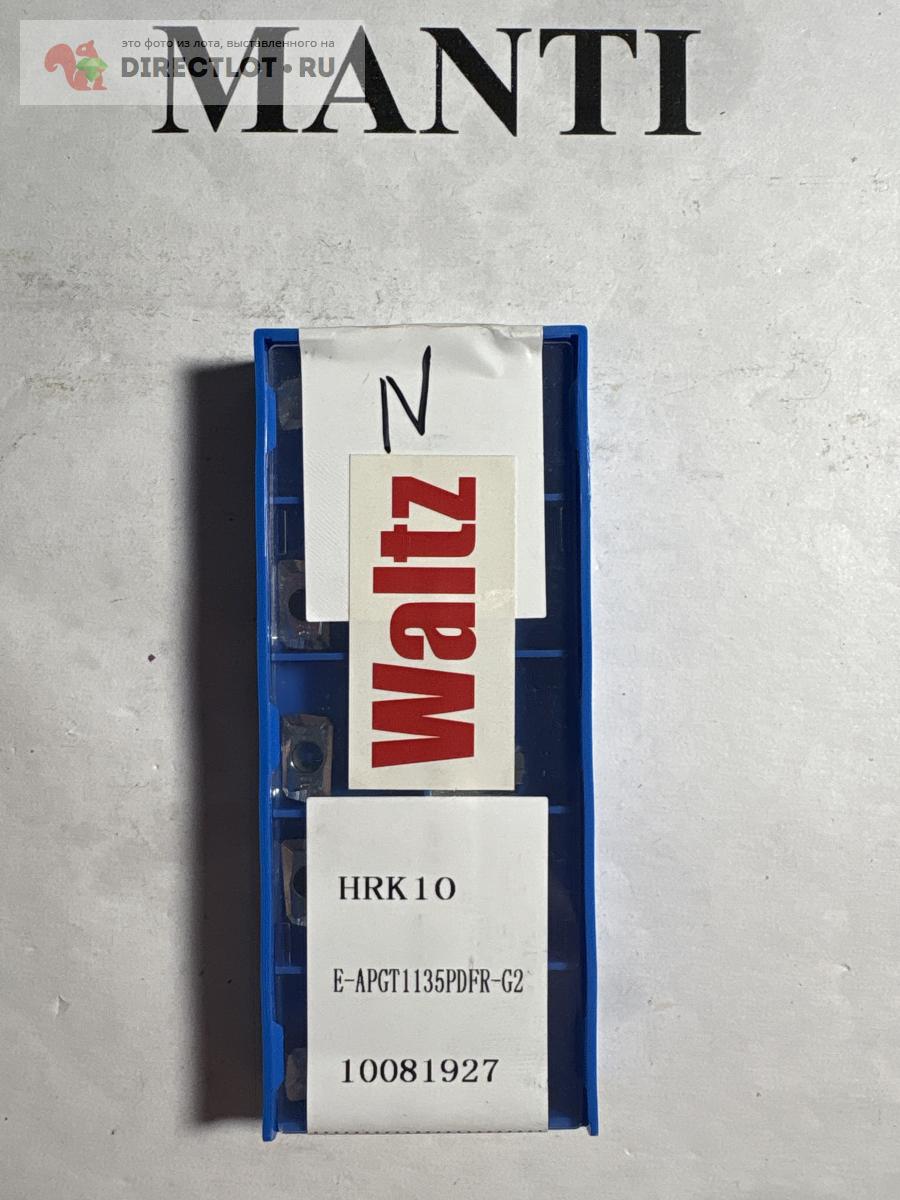 MANTI
это фото из лота, выставленного на
DIRECTLOT.RU
N
Waltz
HRK10
E-APGT1135PDFR-G2
10081927